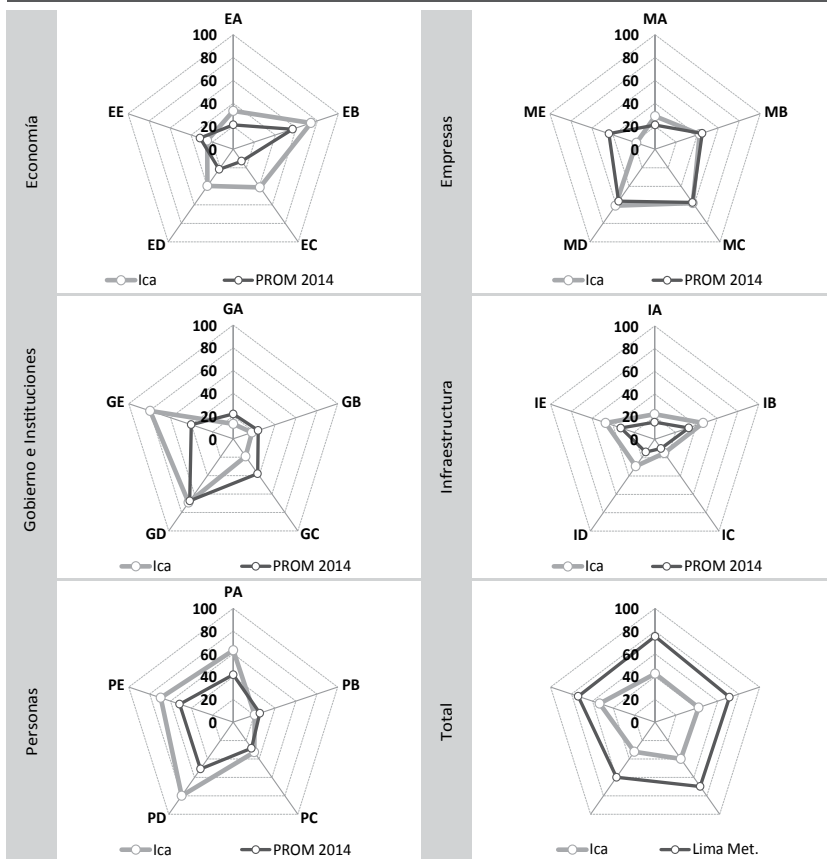 Economía
EA
100
80
60
40
20
0
EB
EC
ED
EE
Ica
PROM 2014
Empresas
MA
100
80
60
40
20
0
MB
MC
MD
ME
Ica
PROM 2014
Gobierno e Instituciones
GA
100
80
60
40
20
0
GB
GC
GD
GE
Ica
PROM 2014
Infraestructura
IA
100
80
60
40
20
0
IB
IC
ID
IE
Ica
PROM 2014
Personas
PA
100
80
60
40
20
0
PB
PC
PD
PE
Ica
PROM 2014
Total
100
80
60
40
20
0
Ica
Lima Met.